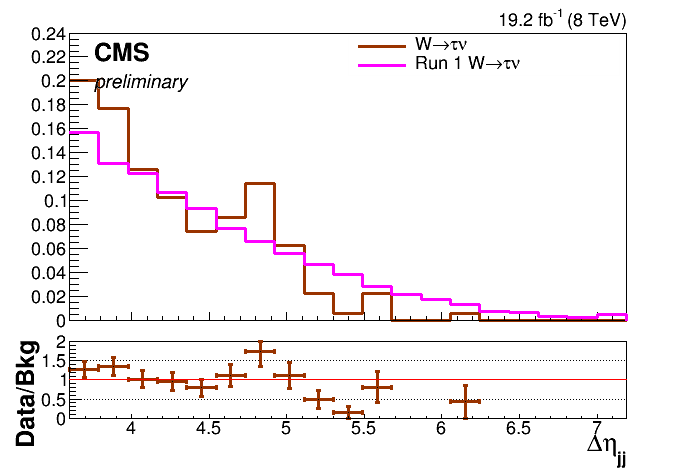 19.2 fb⁻¹ (8 TeV)
CMS
preliminary
W→τν
Run 1 W→τν
0.24
0.22
0.2
0.18
0.16
0.14
0.12
0.1
0.08
0.06
0.04
0.02
0
Data/Bkg
2
1.5
1
0.5
0
4 4.5 5 5.5 6 6.5 7
Δηjj